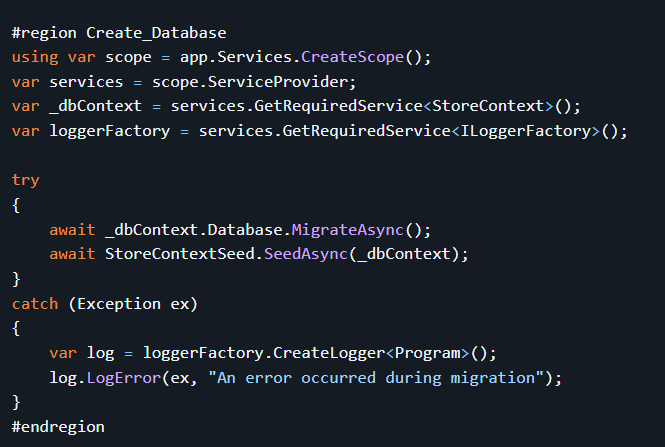 #region Create_Database
using var scope = app.Services.CreateScope();
var services = scope.ServiceProvider;
var _dbContext = services.GetRequiredService<StoreContext>();
var loggerFactory = services.GetRequiredService<ILoggerFactory>();

try
{
    await _dbContext.Database.MigrateAsync();
    await StoreContextSeed.SeedAsync(_dbContext);
}
catch (Exception ex)
{
    var log = loggerFactory.CreateLogger<Program>();
    log.LogError(ex, "An error occurred during migration");
}
#endregion